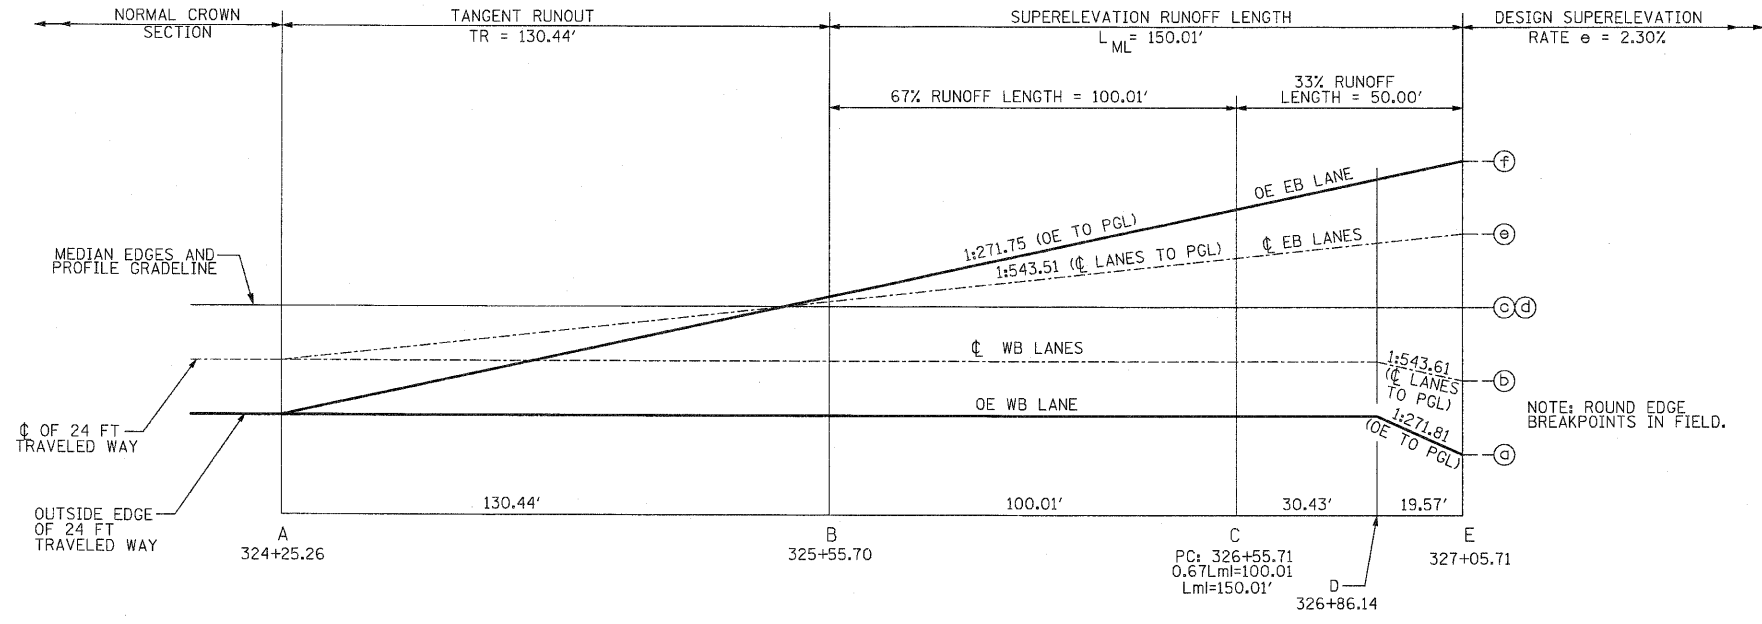 NORMAL CROWN
SECTION
TANGENT RUNOUT
TR = 130.44'
SUPERELEVATION RUNOFF LENGTH
L ML = 150.01'
DESIGN SUPERELEVATION
RATE e = 2.30%
67% RUNOFF LENGTH = 100.01'
33% RUNOFF
LENGTH = 50.00'
MEDIAN EDGES AND
PROFILE GRADELINE
1:271.75 (OE TO PGL)
OE EB LANE
1:543.51 (℄ LANES TO PGL)
℄ EB LANES
f
e
c d
℄ WB LANES
1:543.61
(℄ LANES
TO PGL)
b
OE WB LANE
1:271.81
(OE TO PGL)
a
NOTE: ROUND EDGE
BREAKPOINTS IN FIELD.
℄ OF 24 FT
TRAVELED WAY
OUTSIDE EDGE
OF 24 FT
TRAVELED WAY
130.44'
100.01'
30.43'
19.57'
A
324+25.26
B
325+55.70
C
PC: 326+55.71
0.67Lml=100.01
Lml=150.01'
D
326+86.14
E
327+05.71